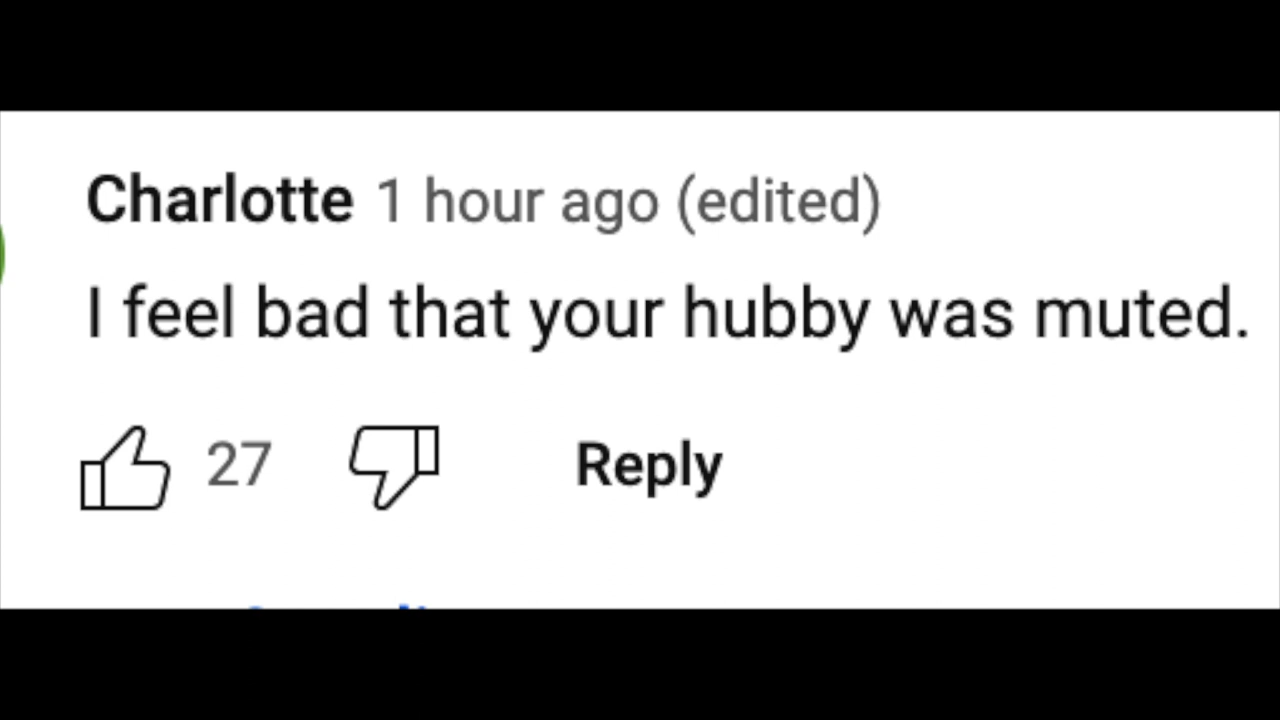 Charlotte 1 hour ago (edited)
I feel bad that your hubby was muted.
27 Reply